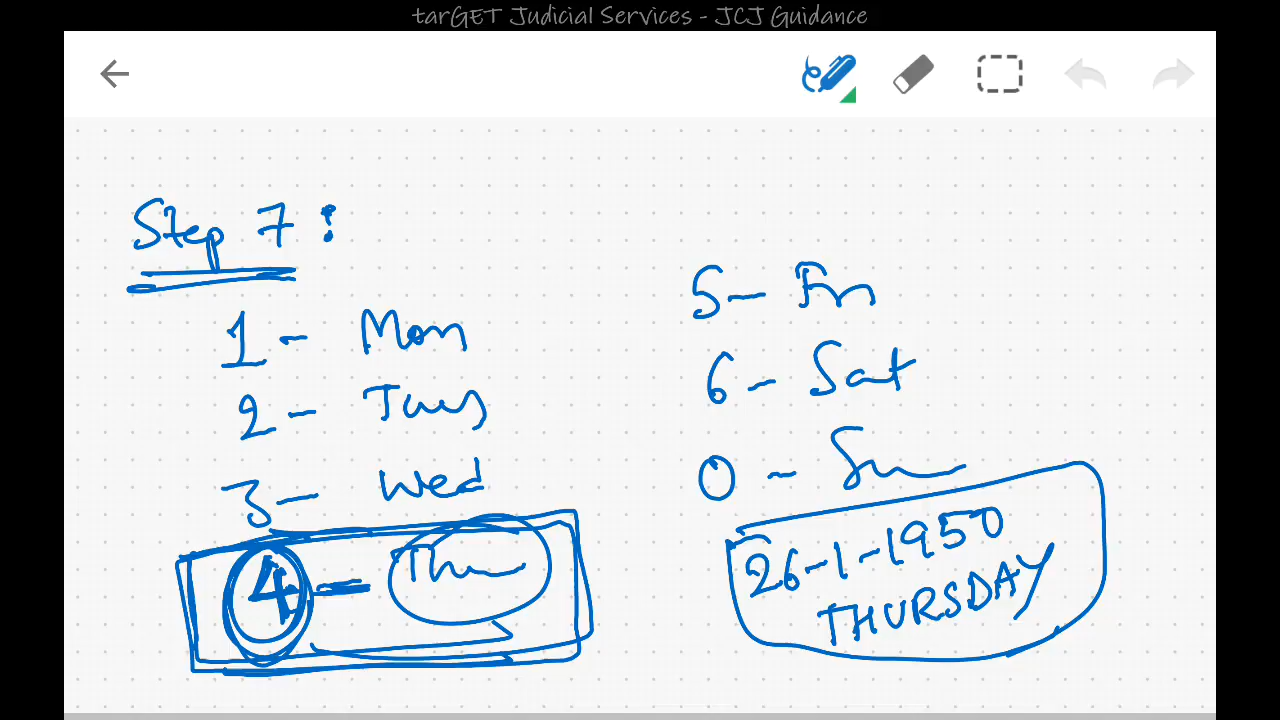 tarGET Judicial Services - JCJ Guidance
Step 7 :
1 - Mon
2 - Tues
3 - Wed
4 - Thu
5 - Fri
6 - Sat
0 - Sun
26-1-1950
THURSDAY